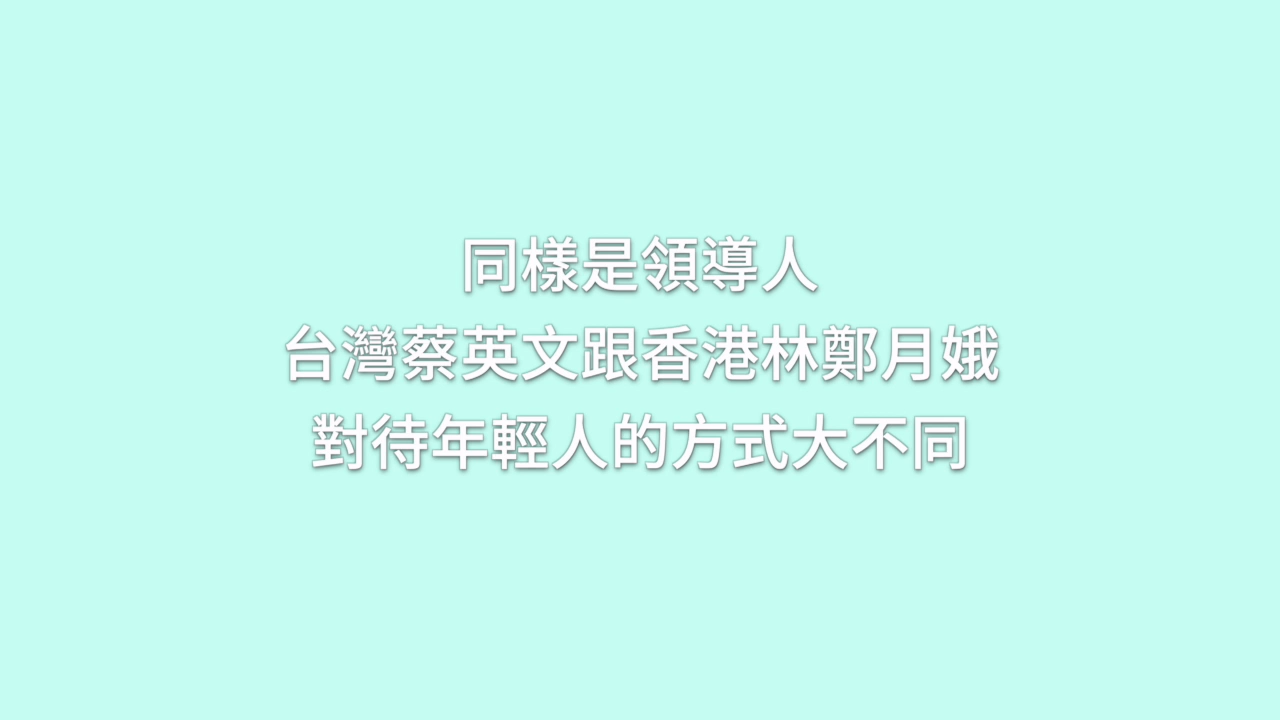 同樣是領導人
台灣蔡英文跟香港林鄭月娥
對待年輕人的方式大不同